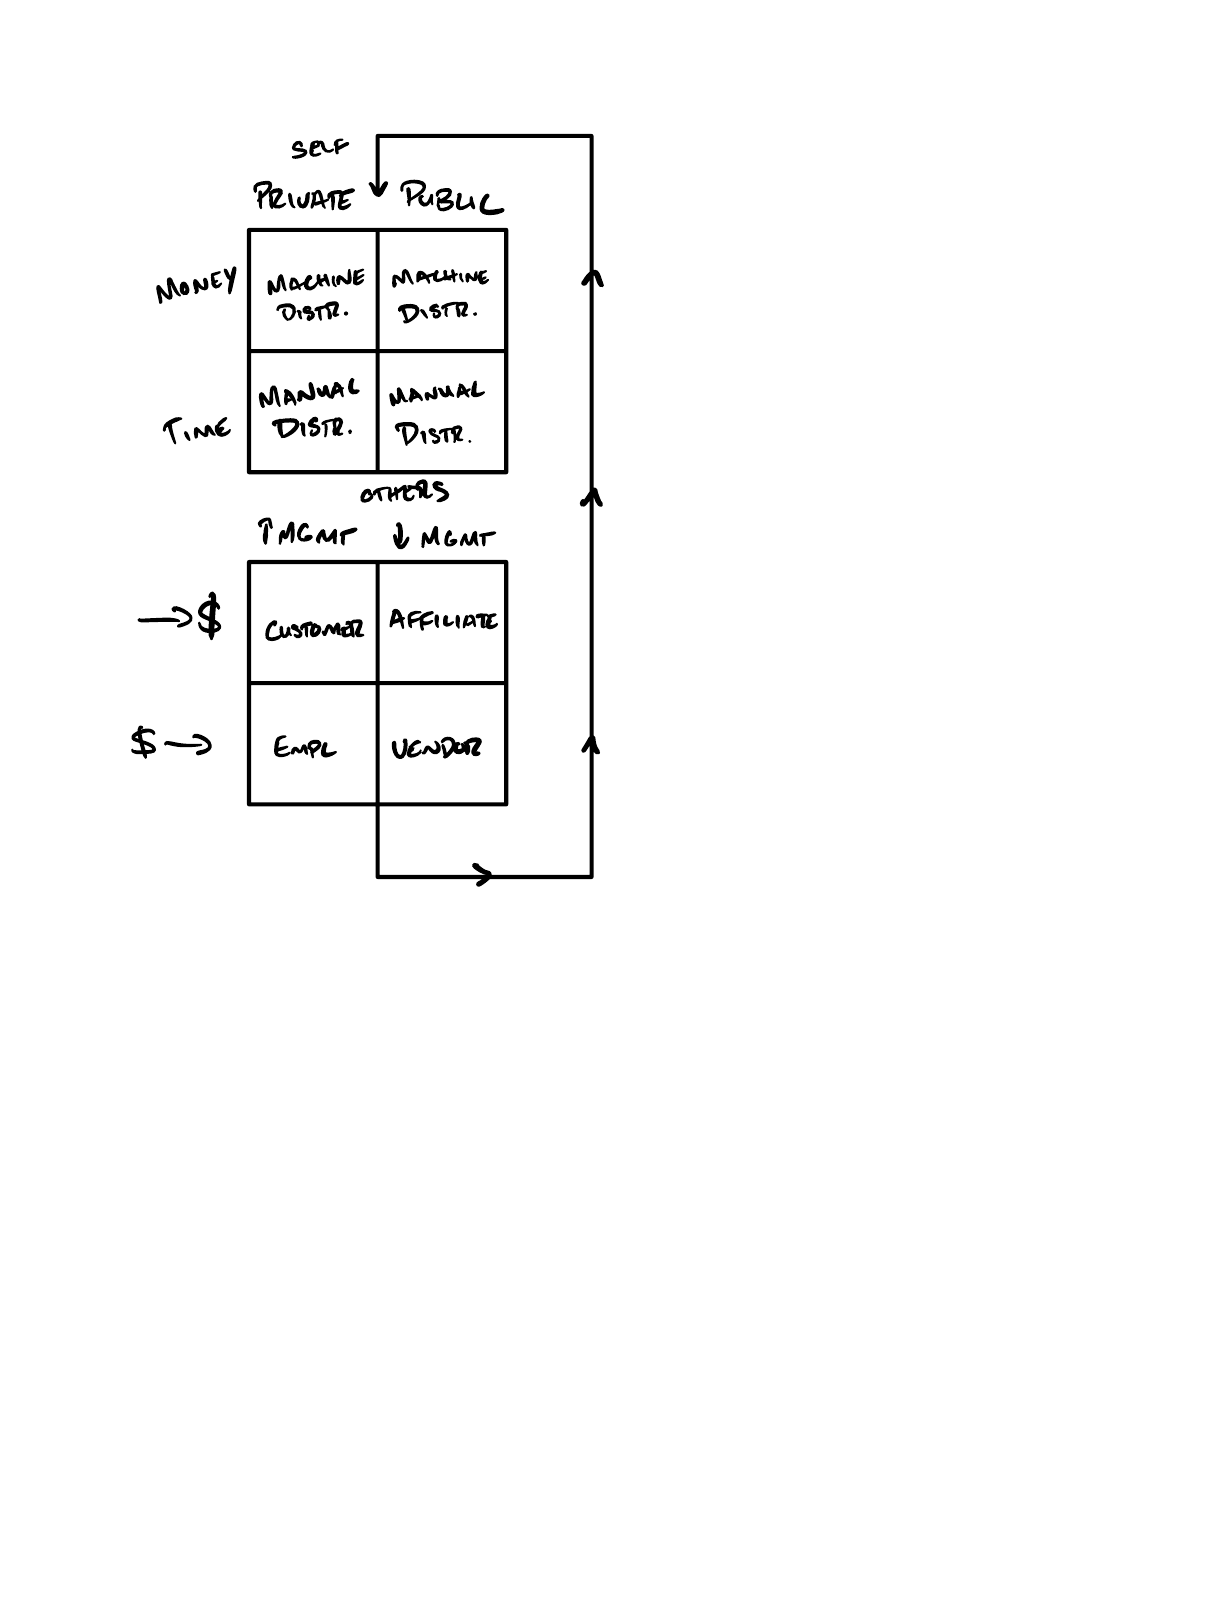 SELF
PRIVATE PUBLIC
MONEY
MACHINE DISTR.
MACHINE DISTR.
TIME
MANUAL DISTR.
MANUAL DISTR.
OTHERS
↑ MGMT ↓ MGMT
→ $
CUSTOMER
AFFILIATE
$ →
EMPL
VENDOR